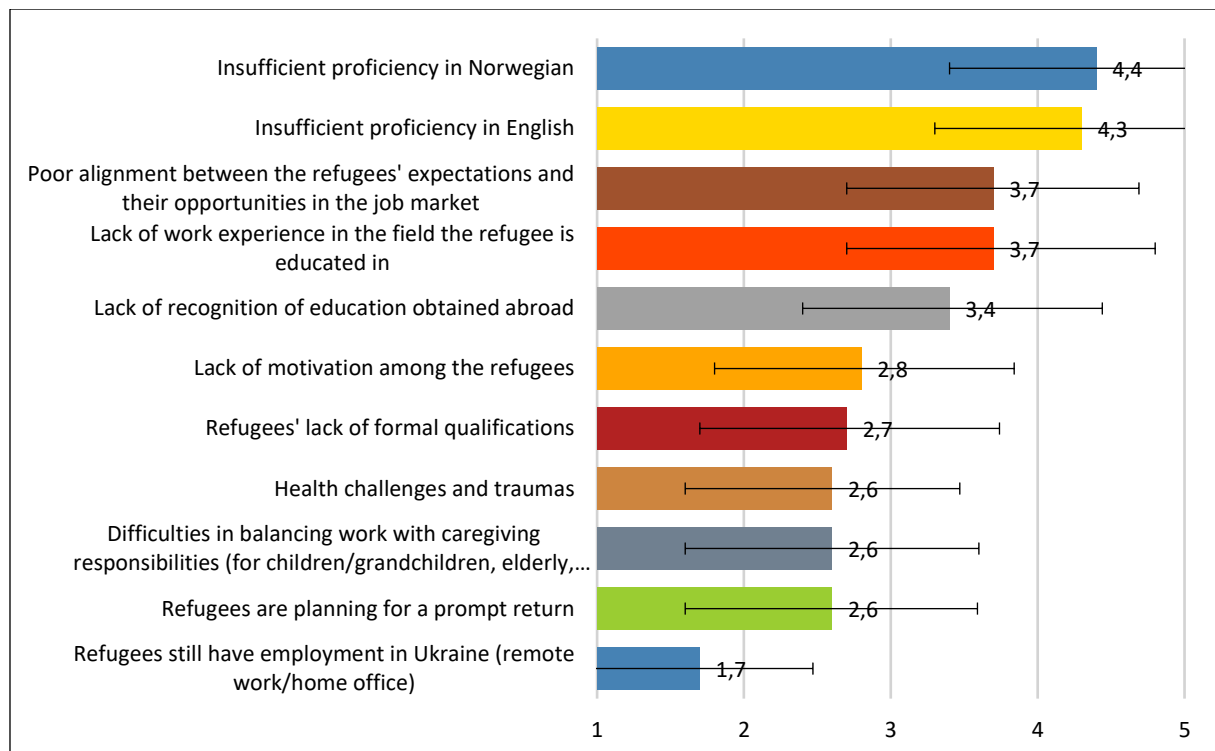 Insufficient proficiency in Norwegian
4,4
Insufficient proficiency in English
4,3
Poor alignment between the refugees' expectations and
their opportunities in the job market
3,7
Lack of work experience in the field the refugee is
educated in
3,7
Lack of recognition of education obtained abroad
3,4
Lack of motivation among the refugees
2,8
Refugees' lack of formal qualifications
2,7
Health challenges and traumas
2,6
Difficulties in balancing work with caregiving
responsibilities (for children/grandchildren, elderly,...
2,6
Refugees are planning for a prompt return
2,6
Refugees still have employment in Ukraine (remote
work/home office)
1,7
1 2 3 4 5